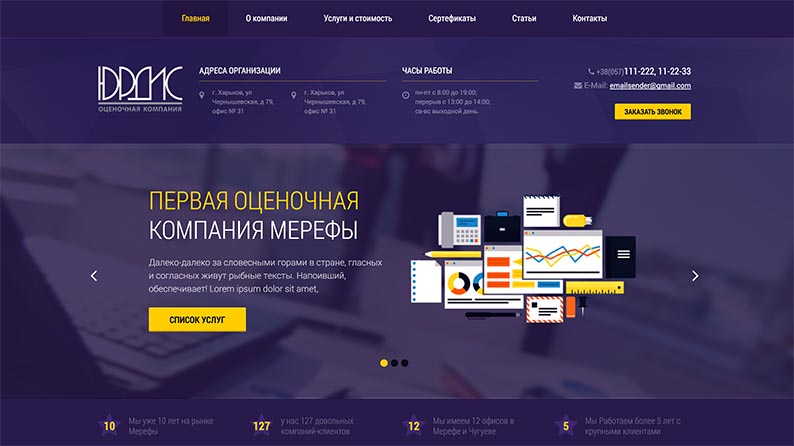 Главная
О компании
Услуги и стоимость
Сертификаты
Статьи
Контакты
ЮРДИС
ОЦЕНОЧНАЯ КОМПАНИЯ
АДРЕСА ОРГАНИЗАЦИИ
г. Харьков, ул
Чернышевская, д 79,
офис № 31
г. Харьков, ул
Чернышевская, д 79,
офис № 31
ЧАСЫ РАБОТЫ
пн-пт с 8:00 до 19:00;
перерыв с 13:00 до 14:00;
св-вс выходной день.
+38(057)111-222, 11-22-33
E-Mail: emailsender@gmail.com
ЗАКАЗАТЬ ЗВОНОК
ПЕРВАЯ ОЦЕНОЧНАЯ
КОМПАНИЯ МЕРЕФЫ
Далеко-далеко за словесными горами в стране, гласных
и согласных живут рыбные тексты. Напоивший,
обеспечивает! Lorem ipsum dolor sit amet,
СПИСОК УСЛУГ
10
Мы уже 10 лет на рынке
Мерефы
127
у нас 127 довольных
компаний-клиентов
12
Мы имеем 12 офисов в
Мерефе и Чугуеве
5
Мы Работаем более 5 лет с
крупными клиентами